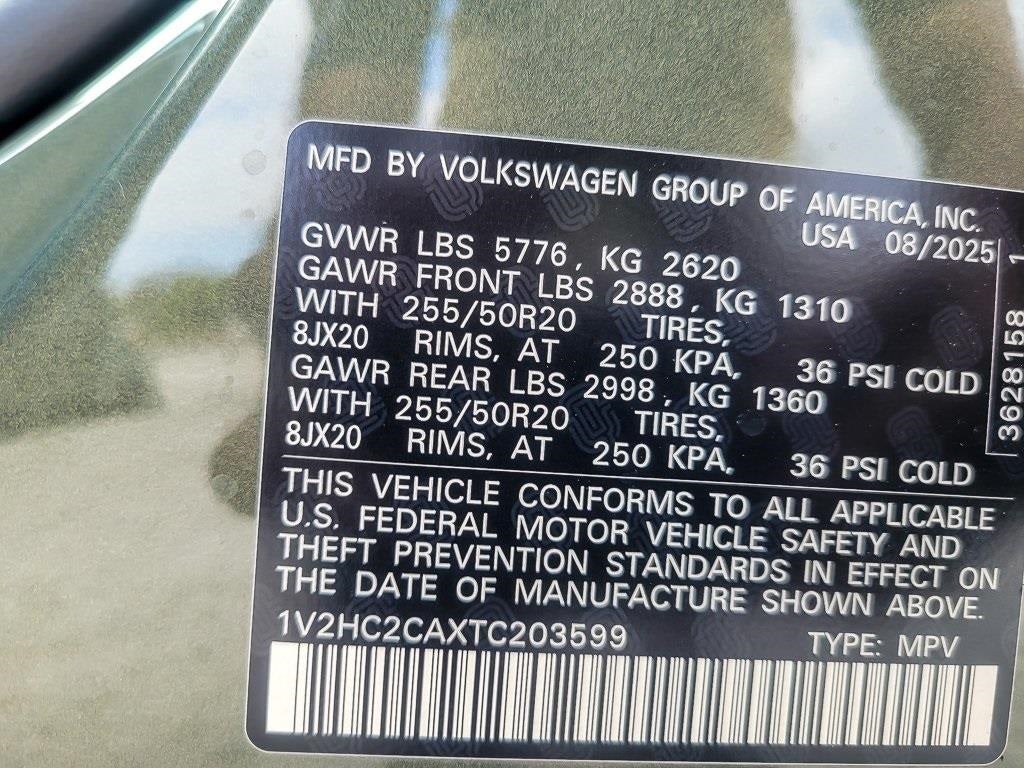 MFD BY VOLKSWAGEN GROUP OF AMERICA, INC.
USA 08/2025
GVWR LBS 5776, KG 2620
GAWR FRONT LBS 2888, KG 1310
WITH 255/50R20 TIRES,
8JX20 RIMS, AT 250 KPA, 36 PSI COLD
GAWR REAR LBS 2998, KG 1360
WITH 255/50R20 TIRES,
8JX20 RIMS, AT 250 KPA, 36 PSI COLD
3628158 1
THIS VEHICLE CONFORMS TO ALL APPLICABLE
U.S. FEDERAL MOTOR VEHICLE SAFETY AND
THEFT PREVENTION STANDARDS IN EFFECT ON
THE DATE OF MANUFACTURE SHOWN ABOVE.
1V2HC2CAXTC203599 TYPE: MPV